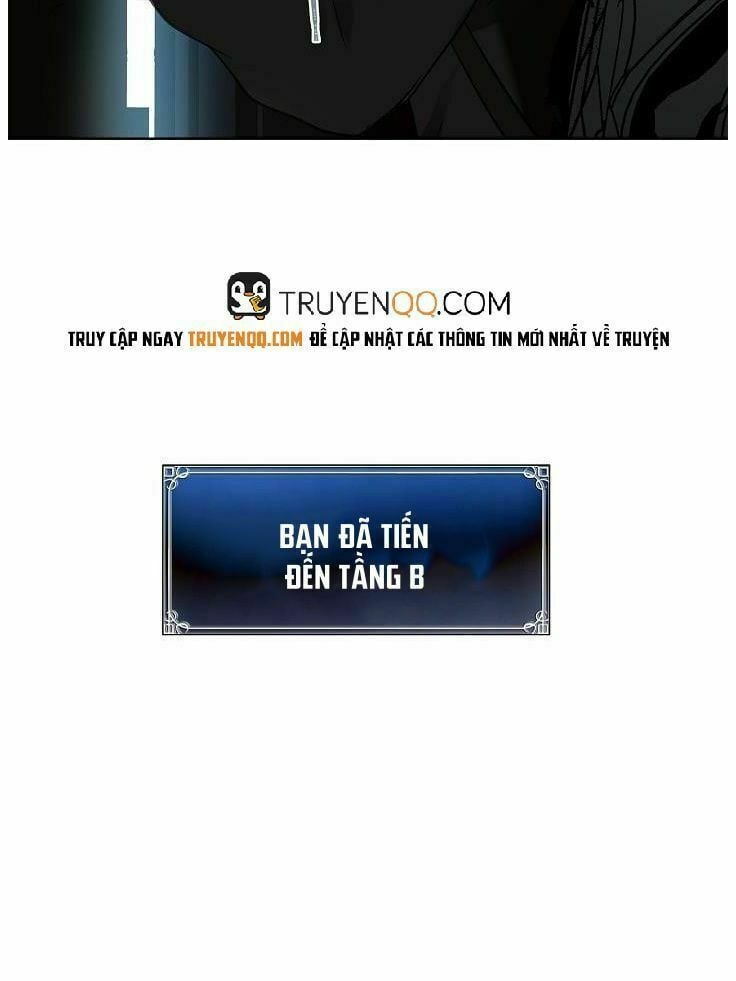 TRUYENQQ.COM
TRUY CẬP NGAY TRUYENQQ.COM ĐỂ CẬP NHẬT CÁC THÔNG TIN MỚI NHẤT VỀ TRUYỆN
BẠN ĐÃ TIẾN
ĐẾN TẦNG B